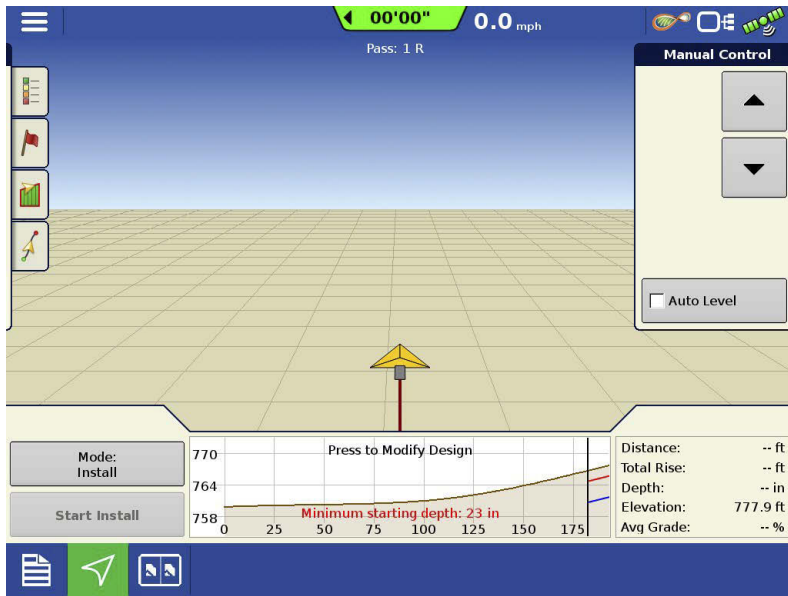 00'00"
0.0 mph
Pass: 1 R
Manual Control
Auto Level
Mode:
Install
Start Install
Press to Modify Design
770
764
758
Minimum starting depth: 23 in
0 25 50 75 100 125 150 175
Distance: -- ft
Total Rise: -- ft
Depth: -- in
Elevation: 777.9 ft
Avg Grade: -- %